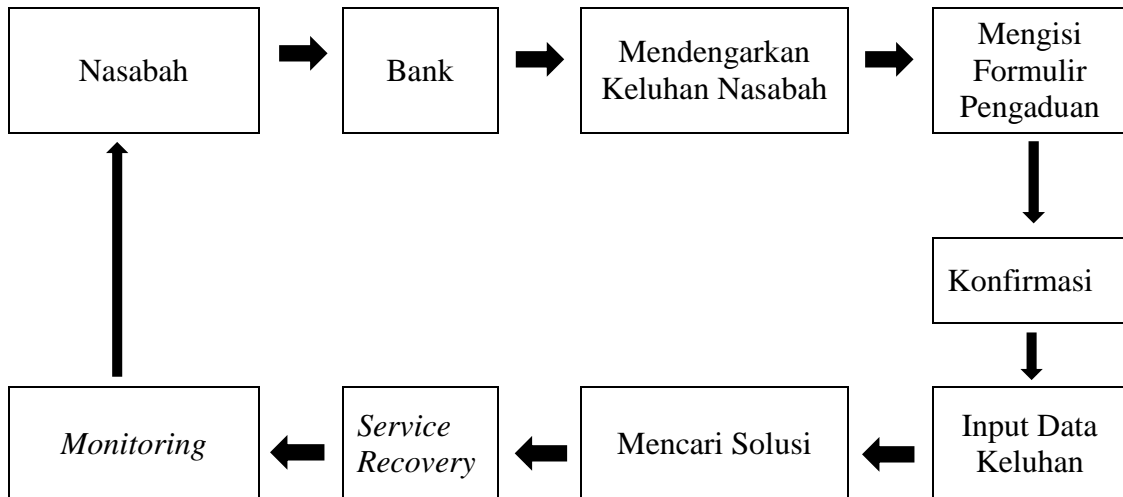 Nasabah
Bank
Mendengarkan
Keluhan Nasabah
Mengisi
Formulir
Pengaduan
Konfirmasi
Input Data
Keluhan
Mencari Solusi
Service
Recovery
Monitoring